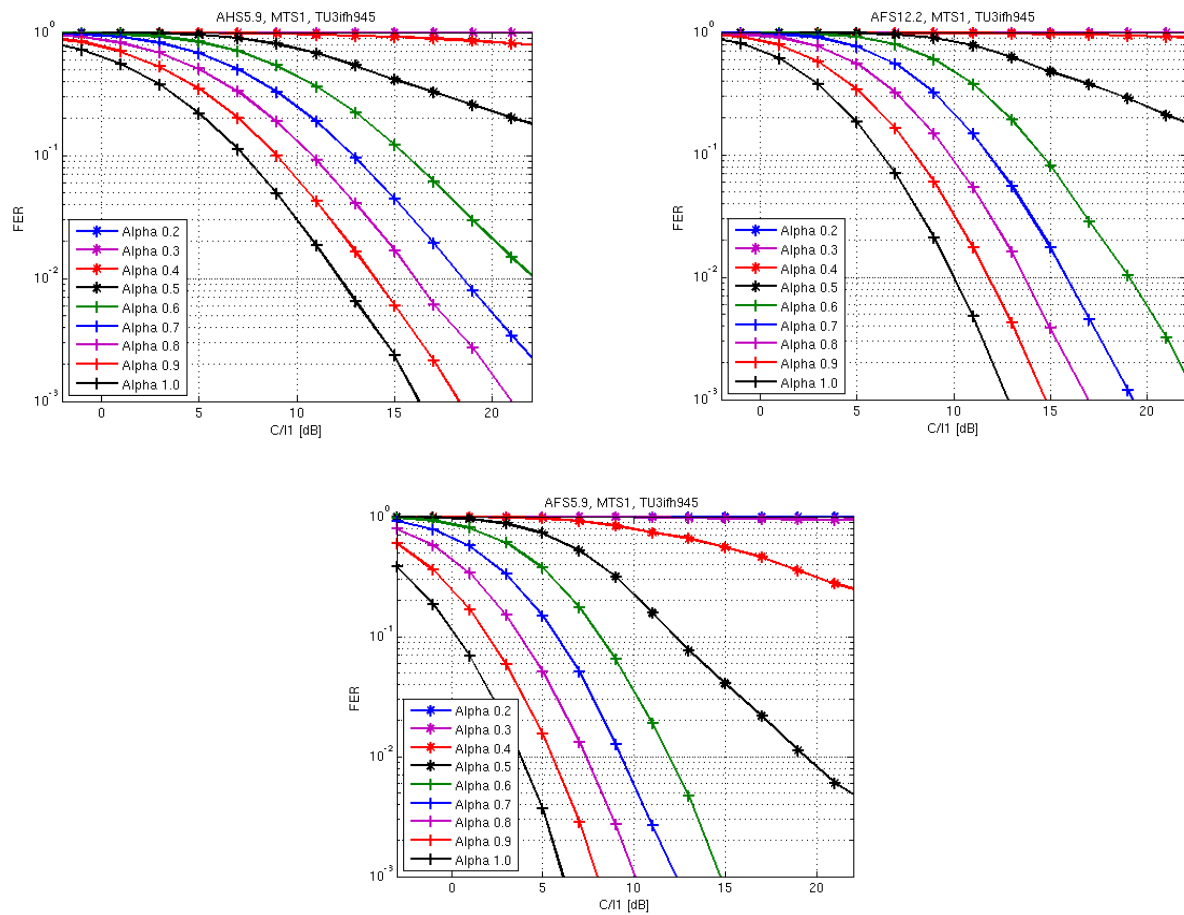 AHS5.9, MTS1, TU3ifh945
10^0
10^-1
10^-2
10^-3
FER
Alpha 0.2
Alpha 0.3
Alpha 0.4
Alpha 0.5
Alpha 0.6
Alpha 0.7
Alpha 0.8
Alpha 0.9
Alpha 1.0
0 5 10 15 20
C/I1 [dB]
AFS12.2, MTS1, TU3ifh945
10^0
10^-1
10^-2
10^-3
FER
Alpha 0.2
Alpha 0.3
Alpha 0.4
Alpha 0.5
Alpha 0.6
Alpha 0.7
Alpha 0.8
Alpha 0.9
Alpha 1.0
0 5 10 15 20
C/I1 [dB]
AFS5.9, MTS1, TU3ifh945
10^0
10^-1
10^-2
10^-3
FER
Alpha 0.2
Alpha 0.3
Alpha 0.4
Alpha 0.5
Alpha 0.6
Alpha 0.7
Alpha 0.8
Alpha 0.9
Alpha 1.0
0 5 10 15 20
C/I1 [dB]